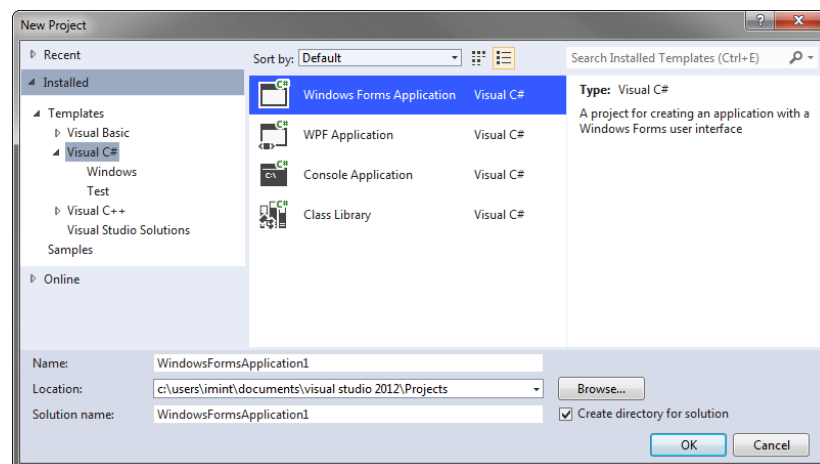 New Project
?
Recent
Installed
Templates
Visual Basic
Visual C#
Windows
Test
Visual C++
Visual Studio Solutions
Samples
Online
Sort by: Default
C# Windows Forms Application Visual C#
C# WPF Application Visual C#
C# C:\ Console Application Visual C#
C# Class Library Visual C#
Search Installed Templates (Ctrl+E)
Type: Visual C#
A project for creating an application with a
Windows Forms user interface
Name: WindowsFormsApplication1
Location: c:\users\imint\documents\visual studio 2012\Projects Browse...
Solution name: WindowsFormsApplication1 Create directory for solution
OK Cancel